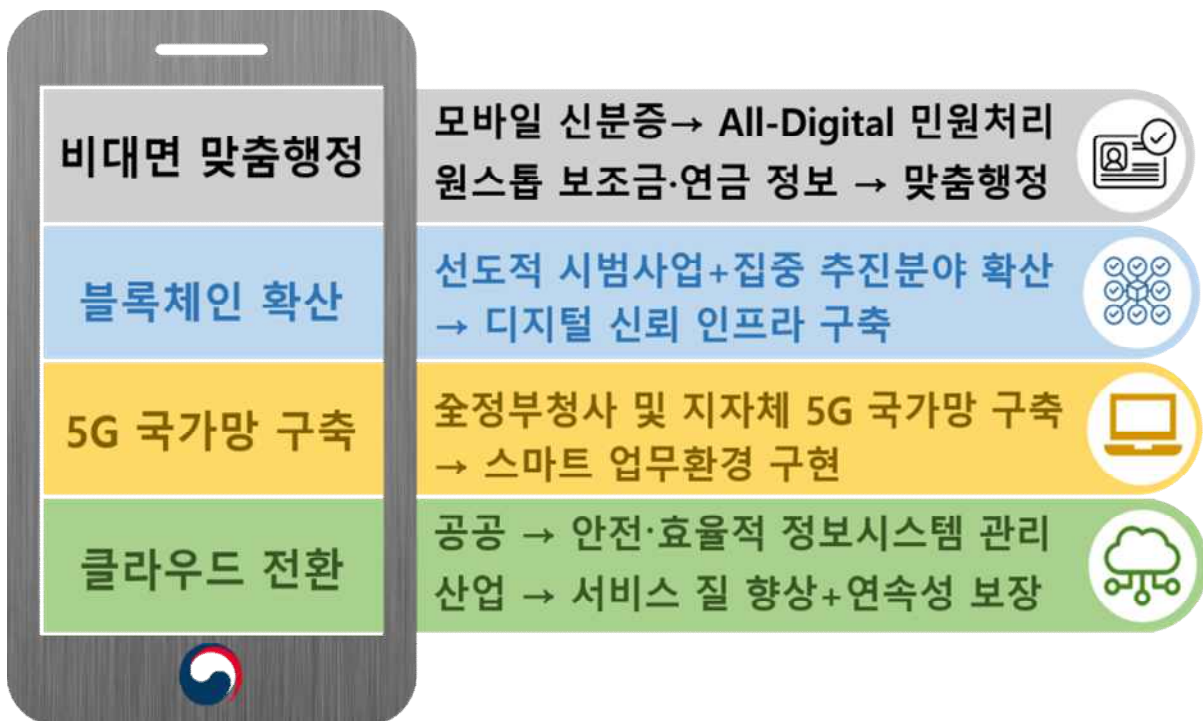 비대면 맞춤행정
모바일 신분증→ All-Digital 민원처리
원스톱 보조금·연금 정보 → 맞춤행정
블록체인 확산
선도적 시범사업+집중 추진분야 확산
→ 디지털 신뢰 인프라 구축
5G 국가망 구축
全정부청사 및 지자체 5G 국가망 구축
→ 스마트 업무환경 구현
클라우드 전환
공공 → 안전·효율적 정보시스템 관리
산업 → 서비스 질 향상+연속성 보장